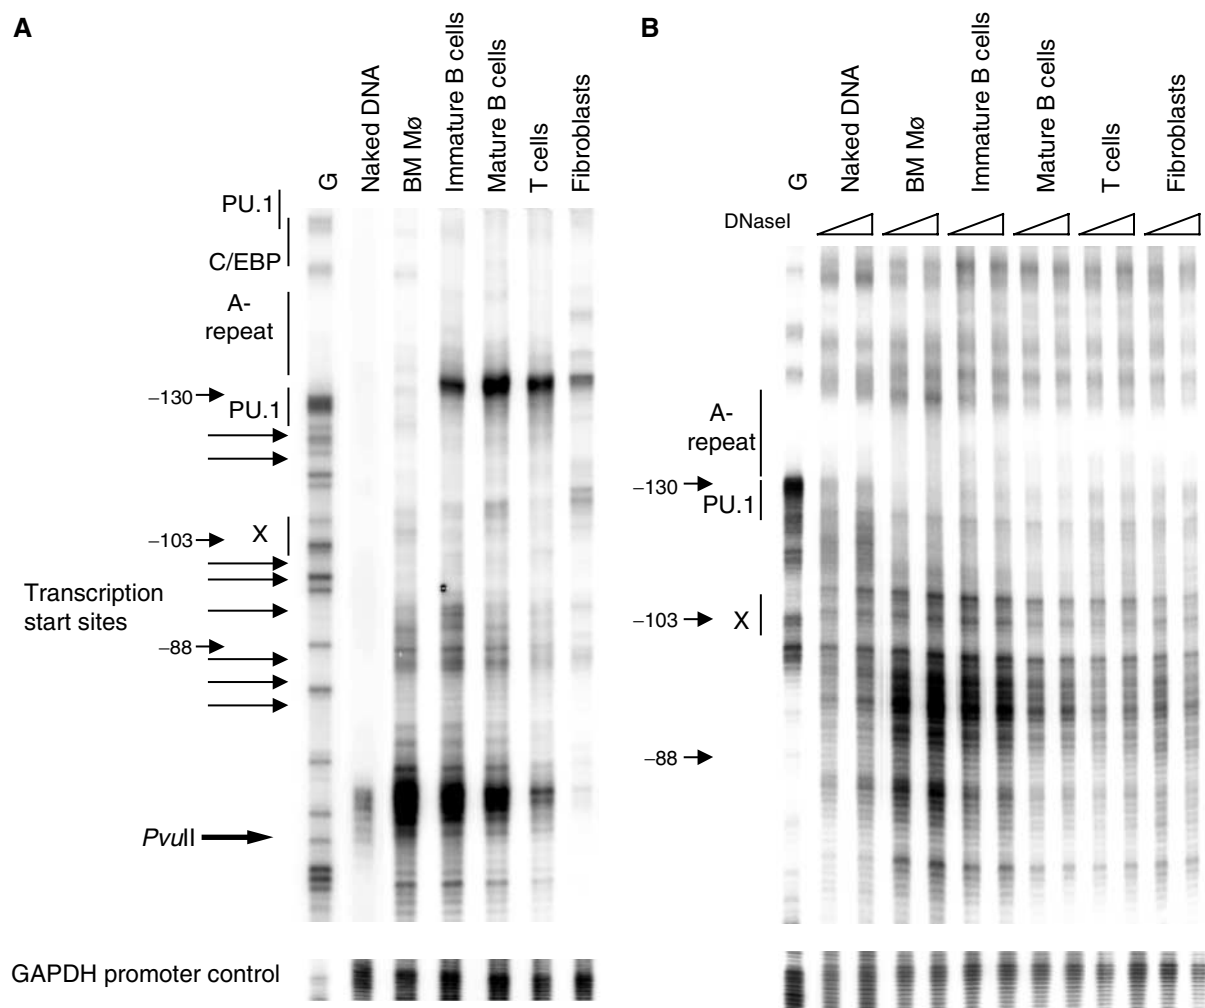 A
G
Naked DNA
BM Mø
Immature B cells
Mature B cells
T cells
Fibroblasts
PU.1
C/EBP
A-
repeat
–130
PU.1
–103
X
Transcription
start sites
–88
PvuII
GAPDH promoter control
B
G
Naked DNA
BM Mø
Immature B cells
Mature B cells
T cells
Fibroblasts
DNaseI
A-
repeat
–130
PU.1
–103
X
–88